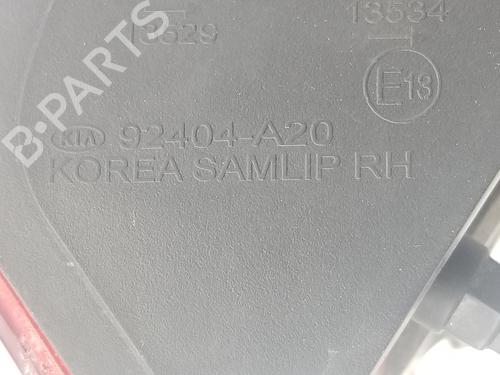 13529 13534
E13
KIA 92404-A20
KOREA SAMLIP RH
B-PARTS